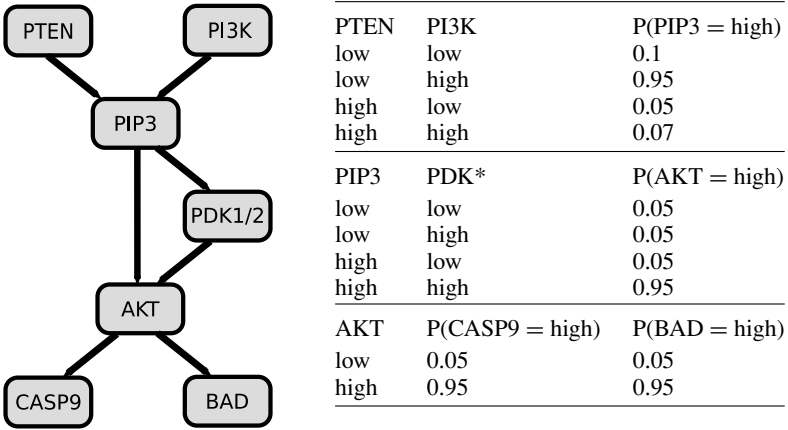 PTEN PI3K
PIP3
PDK1/2
AKT
CASP9 BAD
PTEN PI3K P(PIP3 = high)
low low 0.1
low high 0.95
high low 0.05
high high 0.07
PIP3 PDK* P(AKT = high)
low low 0.05
low high 0.05
high low 0.05
high high 0.95
AKT P(CASP9 = high) P(BAD = high)
low 0.05 0.05
high 0.95 0.95